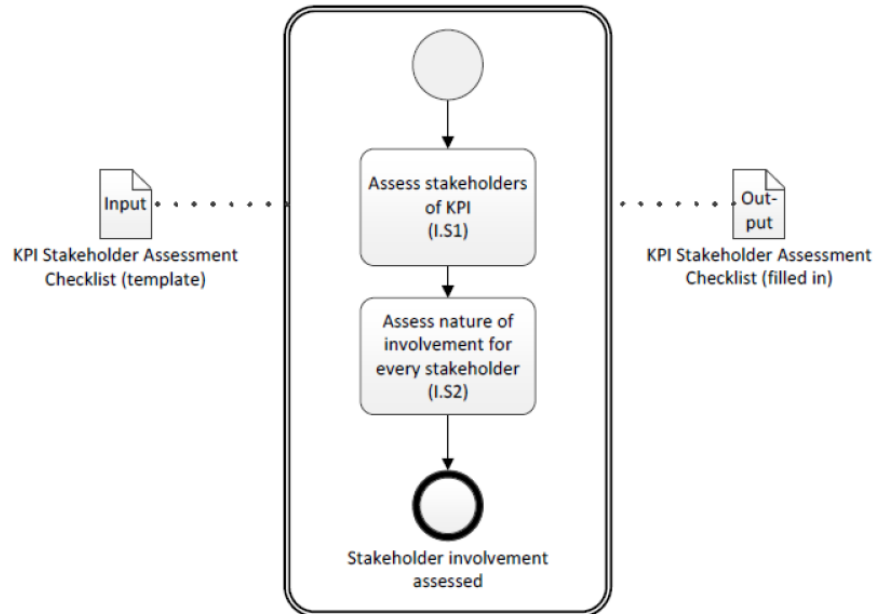 Assess stakeholders
of KPI
(I.S1)
Input
KPI Stakeholder Assessment
Checklist (template)
Out-
put
KPI Stakeholder Assessment
Checklist (filled in)
Assess nature of
involvement for
every stakeholder
(I.S2)
Stakeholder involvement
assessed